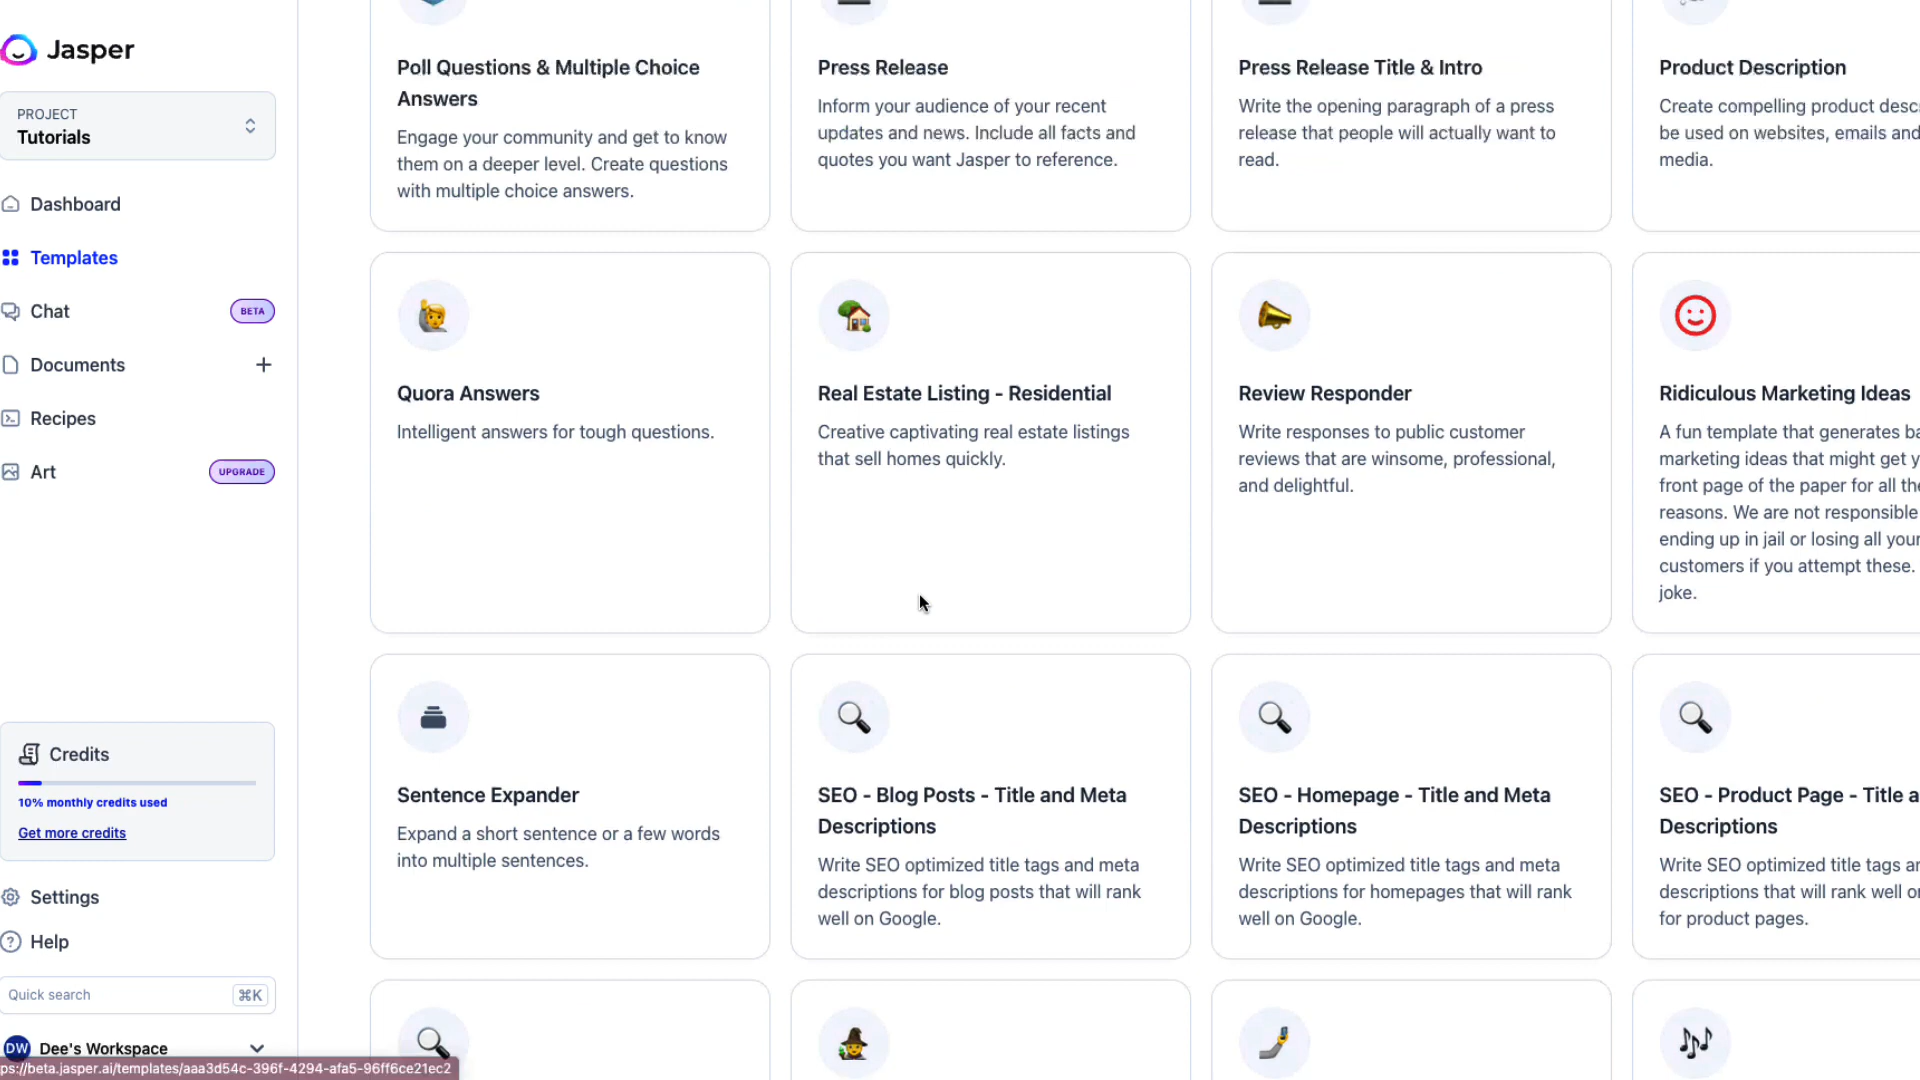 Jasper
PROJECT
Tutorials
Dashboard
Templates
Chat
BETA
Documents
Recipes
Art
UPGRADE
Credits
10% monthly credits used
Get more credits
Settings
Help
Quick search
⌘K
DW
Dee's Workspace
ps://beta.jasper.ai/templates/aaa3d54c-396f-4294-afa5-96ff6ce21ec2
Poll Questions & Multiple Choice
Answers
Engage your community and get to know
them on a deeper level. Create questions
with multiple choice answers.
Press Release
Inform your audience of your recent
updates and news. Include all facts and
quotes you want Jasper to reference.
Press Release Title & Intro
Write the opening paragraph of a press
release that people will actually want to
read.
Product Description
Create compelling product desc
be used on websites, emails and
media.
Quora Answers
Intelligent answers for tough questions.
Real Estate Listing - Residential
Creative captivating real estate listings
that sell homes quickly.
Review Responder
Write responses to public customer
reviews that are winsome, professional,
and delightful.
Ridiculous Marketing Ideas
A fun template that generates ba
marketing ideas that might get y
front page of the paper for all the
reasons. We are not responsible
ending up in jail or losing all your
customers if you attempt these.
joke.
Sentence Expander
Expand a short sentence or a few words
into multiple sentences.
SEO - Blog Posts - Title and Meta
Descriptions
Write SEO optimized title tags and meta
descriptions for blog posts that will rank
well on Google.
SEO - Homepage - Title and Meta
Descriptions
Write SEO optimized title tags and meta
descriptions for homepages that will rank
well on Google.
SEO - Product Page - Title a
Descriptions
Write SEO optimized title tags ar
descriptions that will rank well o
for product pages.